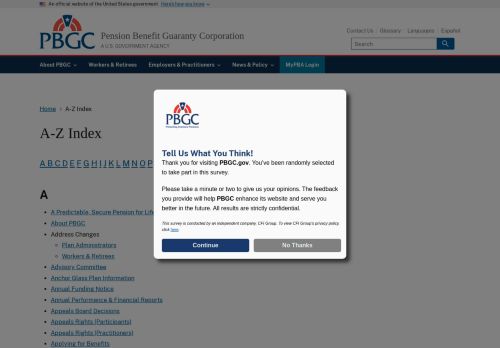 An official website of the United States government Here's how you know
PBGC
Pension Benefit Guaranty Corporation
A U.S. GOVERNMENT AGENCY
Contact Us Glossary Languages Español
Search
About PBGC Workers & Retirees Employers & Practitioners News & Policy MyPBA Login
Home > A-Z Index
A-Z Index
A B C D E F G H I J K L M N O P
A
A Predictable, Secure Pension for Life
About PBGC
Address Changes
Plan Administrators
Workers & Retirees
Advisory Committee
Anchor Glass Plan Information
Annual Funding Notice
Annual Performance & Financial Reports
Appeals Board Decisions
Appeals Rights (Participants)
Appeals Rights (Practitioners)
Applying for Benefits
PBGC
Protecting America's Pensions
Tell Us What You Think!
Thank you for visiting PBGC.gov. You've been randomly selected
to take part in this survey.
Please take a minute or two to give us your opinions. The feedback
you provide will help PBGC enhance its website and serve you
better in the future. All results are strictly confidential.
This survey is conducted by an independent company, CFI Group. To view CFI Group's privacy policy
click here.
Continue No Thanks